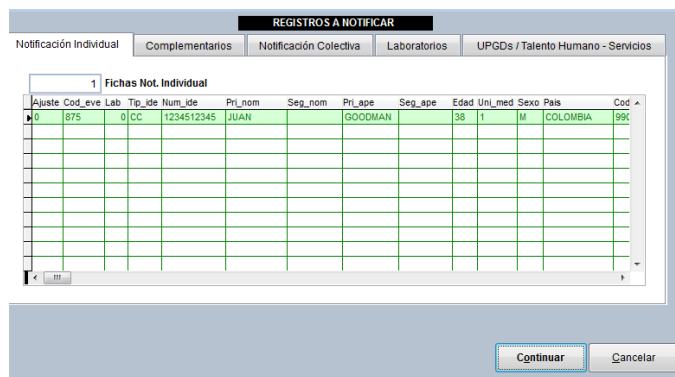 REGISTROS A NOTIFICAR
Notificación Individual Complementarios Notificación Colectiva Laboratorios UPGDs / Talento Humano - Servicios
1 Fichas Not. Individual
Ajuste Cod_eve Lab Tip_ide Num_ide Pri_nom Seg_nom Pri_ape Seg_ape Edad Uni_med Sexo Pais Cod
0 875 0 CC 1234512345 JUAN GOODMAN 38 1 M COLOMBIA 990
Continuar Cancelar